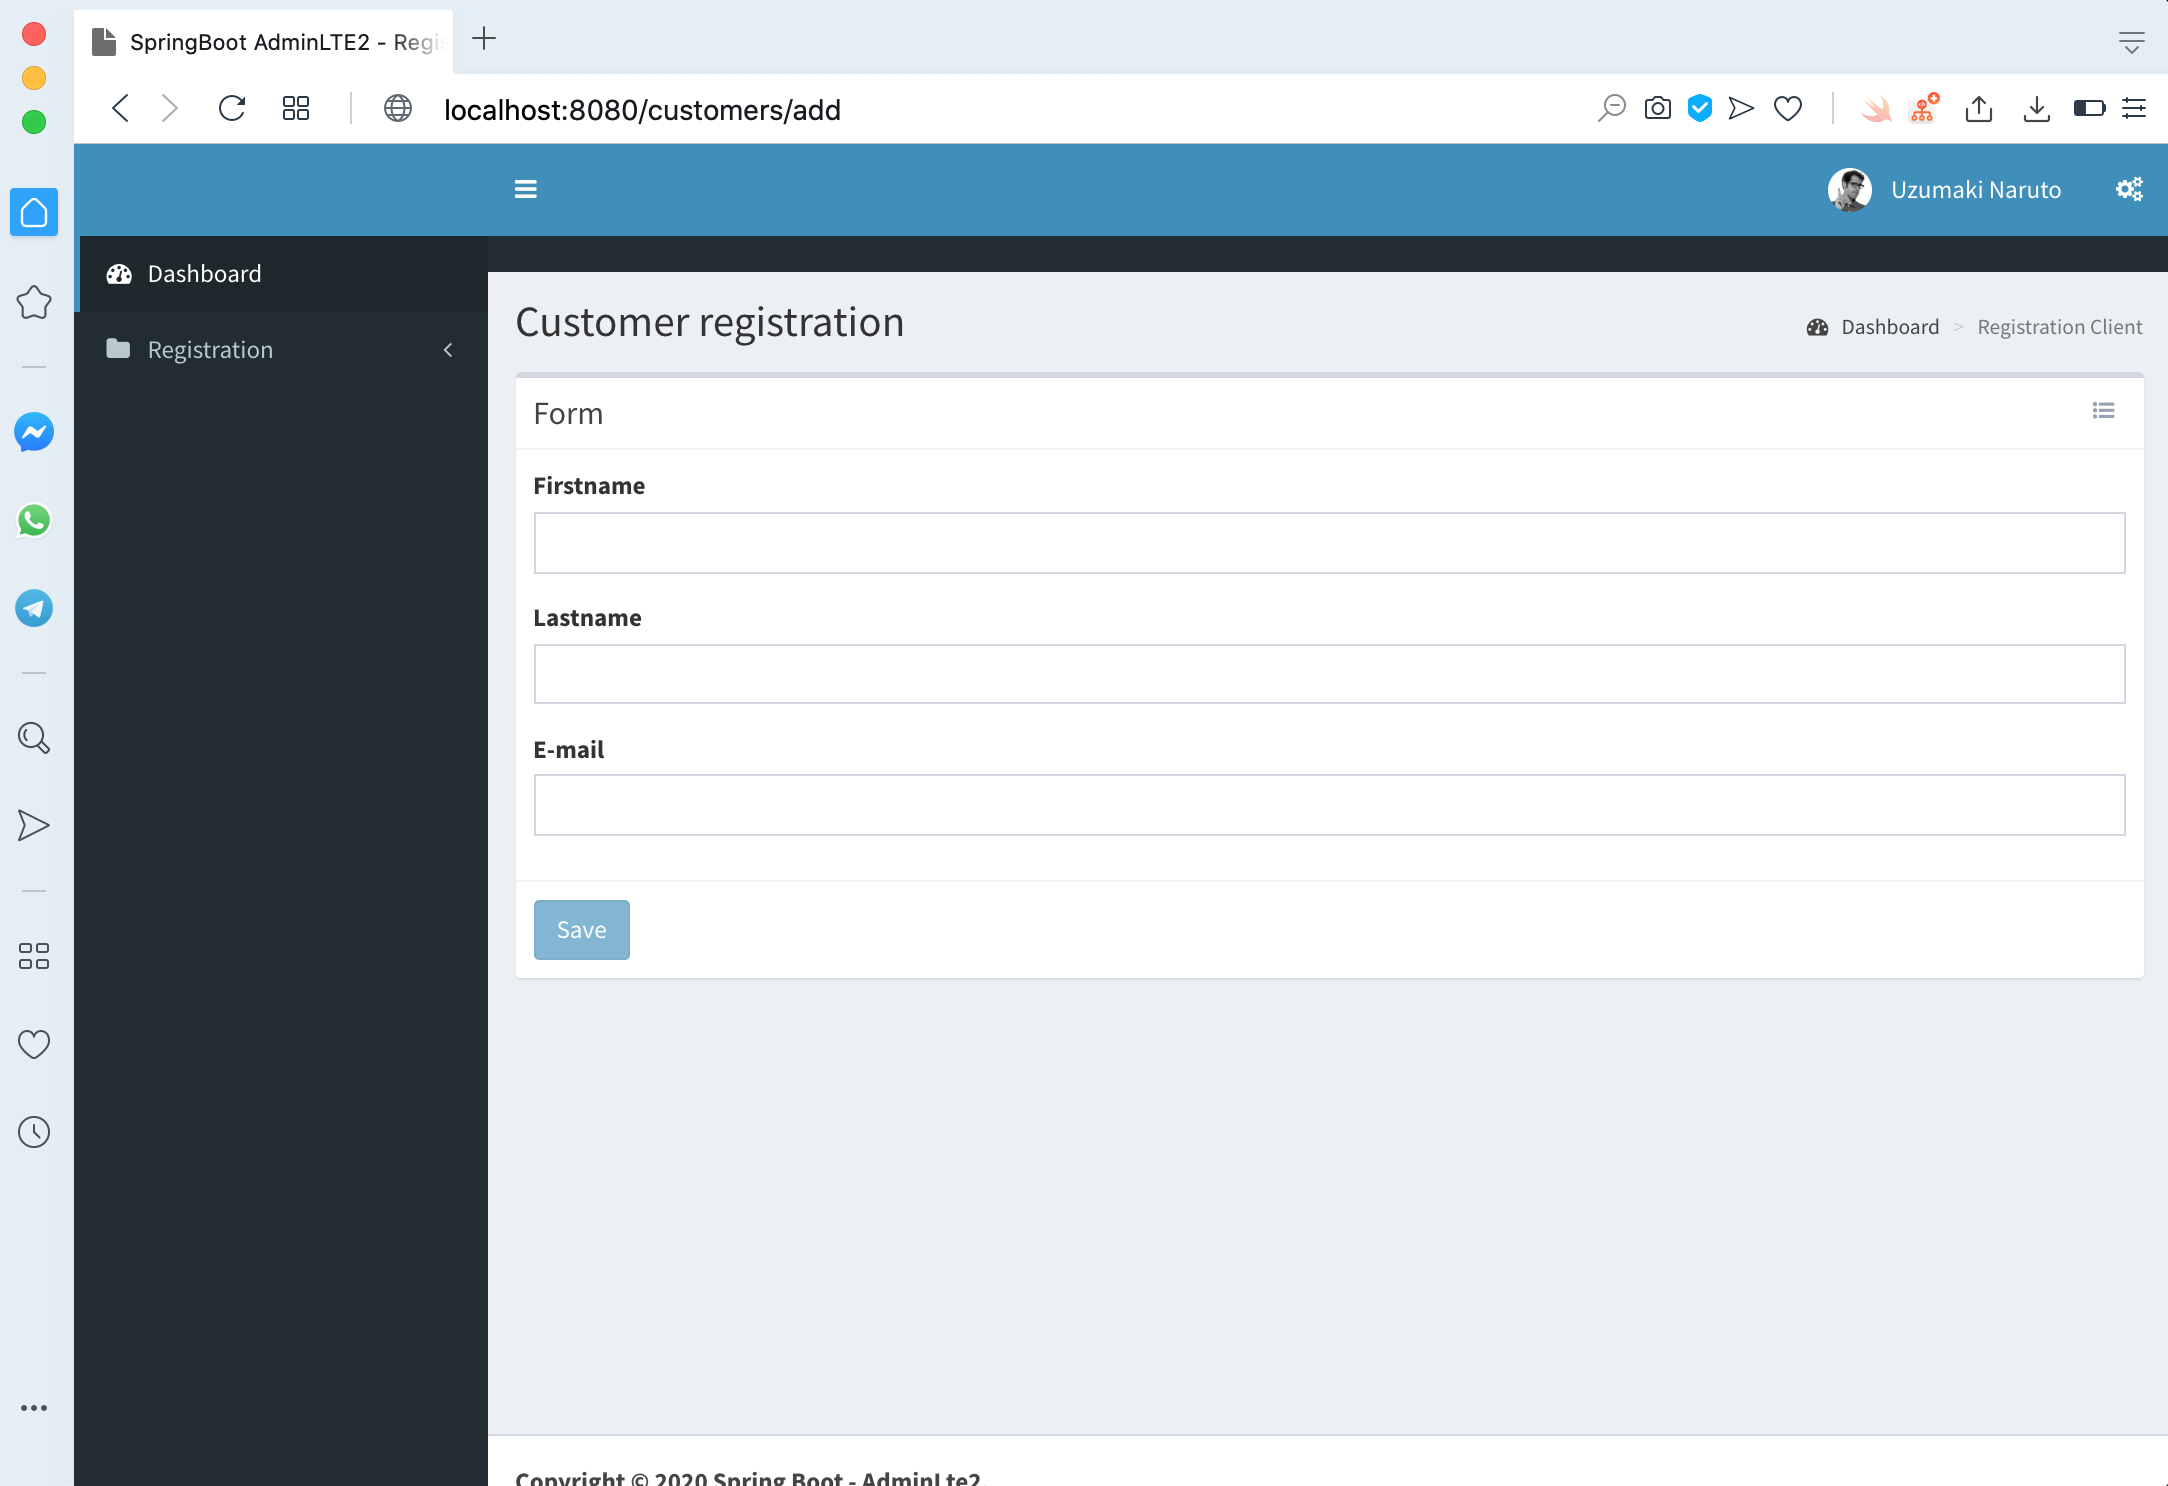 SpringBoot AdminLTE2 - Regi
localhost:8080/customers/add
Uzumaki Naruto
Dashboard
Registration
Customer registration
Dashboard > Registration Client
Form
Firstname
Lastname
E-mail
Save
Copyright © 2020 Spring Boot - AdminLte2.